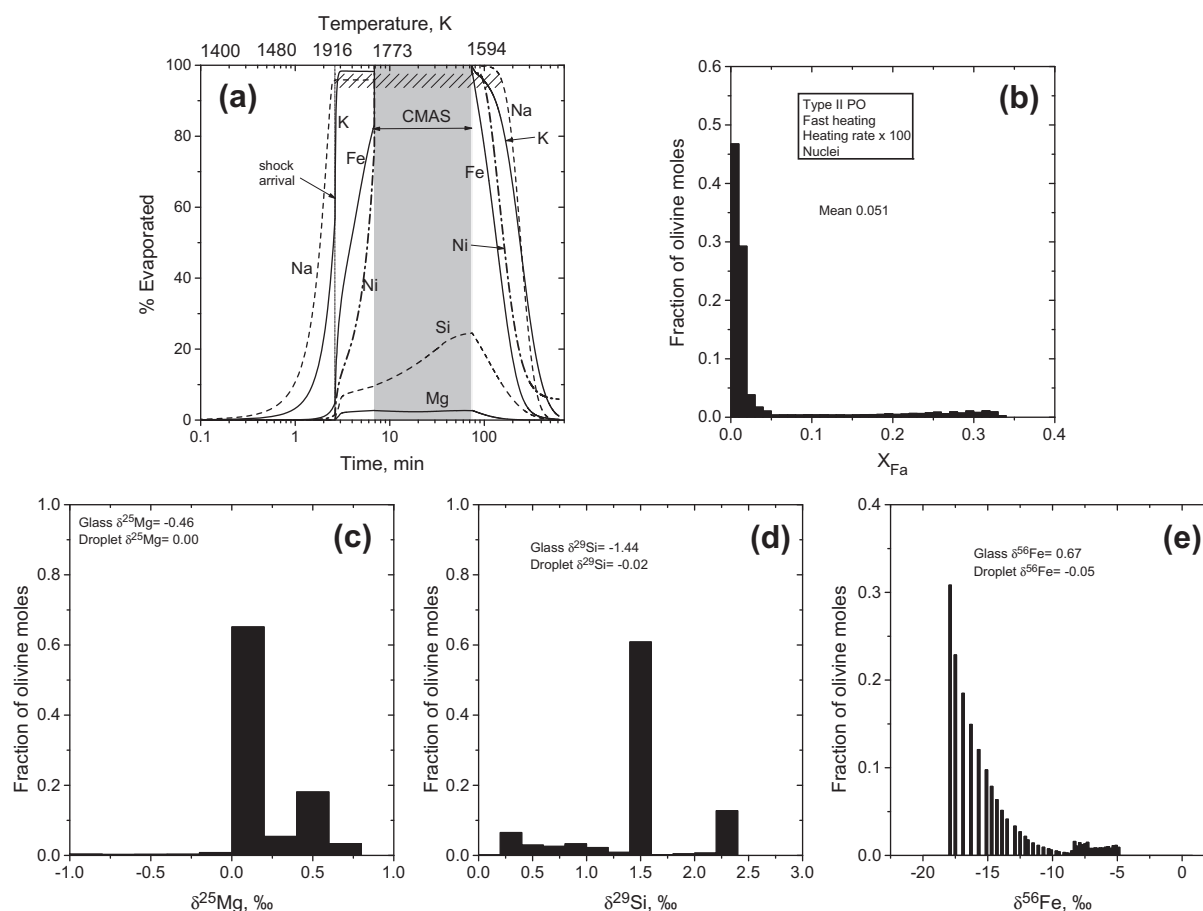 Temperature, K
1400 1480 1916 1773 1594
(a)
CMAS
K
Fe
shock
arrival
Na
Ni
Si
Mg
Na
K
Fe
Ni
% Evaporated
100
80
60
40
20
0
0.1 1 10 100
Time, min
(b)
Type II PO
Fast heating
Heating rate x 100
Nuclei
Mean 0.051
Fraction of olivine moles
0.6
0.5
0.4
0.3
0.2
0.1
0.0
0.0 0.1 0.2 0.3 0.4
XFa
(c)
Glass δ25Mg= -0.46
Droplet δ25Mg= 0.00
Fraction of olivine moles
1.0
0.8
0.6
0.4
0.2
0.0
-1.0 -0.5 0.0 0.5 1.0
δ25Mg, ‰
(d)
Glass δ29Si= -1.44
Droplet δ29Si= -0.02
Fraction of olivine moles
1.0
0.8
0.6
0.4
0.2
0.0
0.0 0.5 1.0 1.5 2.0 2.5 3.0
δ29Si, ‰
(e)
Glass δ56Fe= 0.67
Droplet δ56Fe= -0.05
Fraction of olivine moles
0.4
0.3
0.2
0.1
0.0
-20 -15 -10 -5 0
δ56Fe, ‰